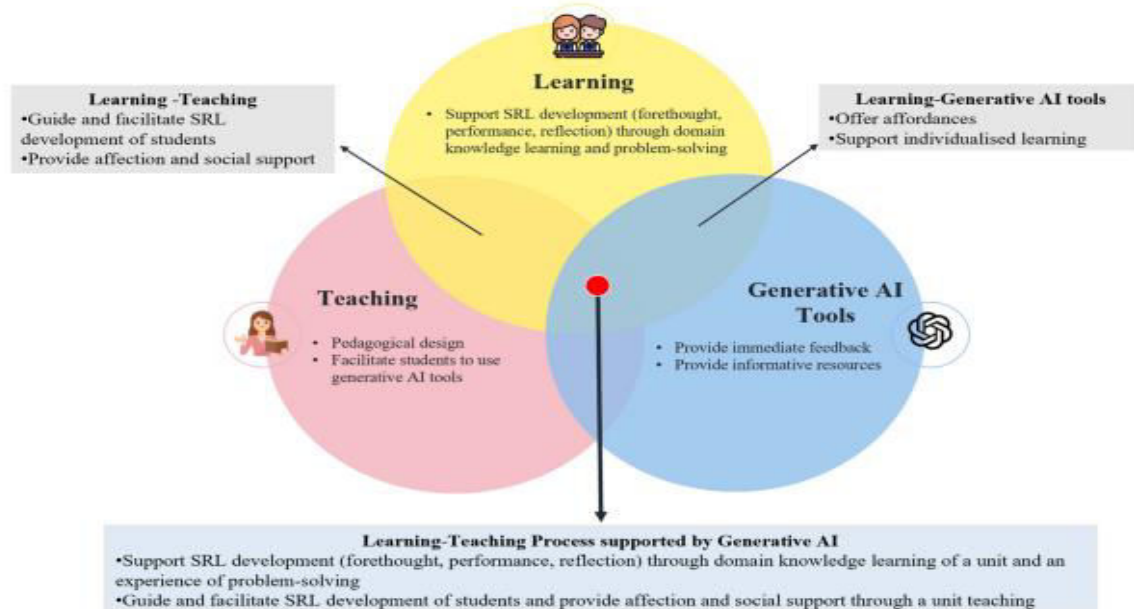 Learning
• Support SRL development (forethought,
performance, reflection) through domain
knowledge learning and problem-solving
Learning -Teaching
•Guide and facilitate SRL
development of students
•Provide affection and social support
Learning-Generative AI tools
•Offer affordances
•Support individualised learning
Teaching
• Pedagogical design
• Facilitate students to use
generative AI tools
Generative AI
Tools
• Provide immediate feedback
• Provide informative resources
Learning-Teaching Process supported by Generative AI
•Support SRL development (forethought, performance, reflection) through domain knowledge learning of a unit and an
experience of problem-solving
•Guide and facilitate SRL development of students and provide affection and social support through a unit teaching